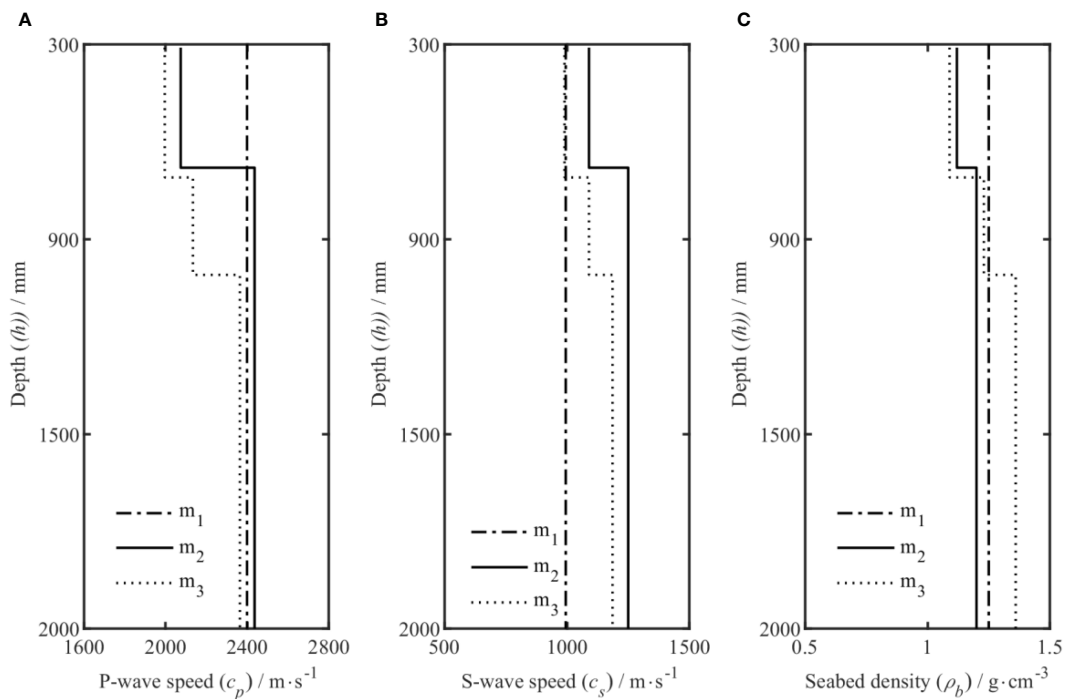 A
B
C
300
900
1500
2000
1600
2000
2400
2800
Depth ((h)) / mm
P-wave speed (cp) / m·s⁻¹
m1
m2
m3
300
900
1500
2000
500
1000
1500
Depth ((h)) / mm
S-wave speed (cs) / m·s⁻¹
m1
m2
m3
300
900
1500
2000
0.5
1
1.5
Depth ((h)) / mm
Seabed density (ρb) / g·cm⁻³
m1
m2
m3